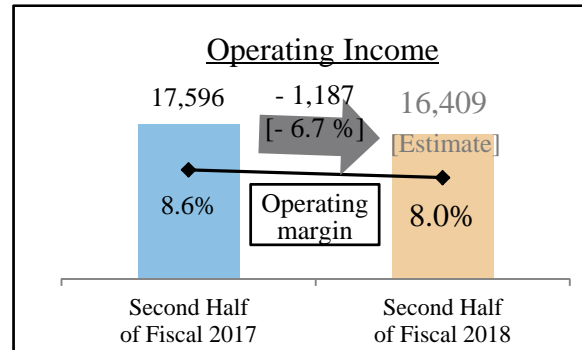 Operating Income
17,596
- 1,187
[- 6.7 %]
16,409
[Estimate]
8.6%
Operating
margin
8.0%
Second Half
of Fiscal 2017
Second Half
of Fiscal 2018